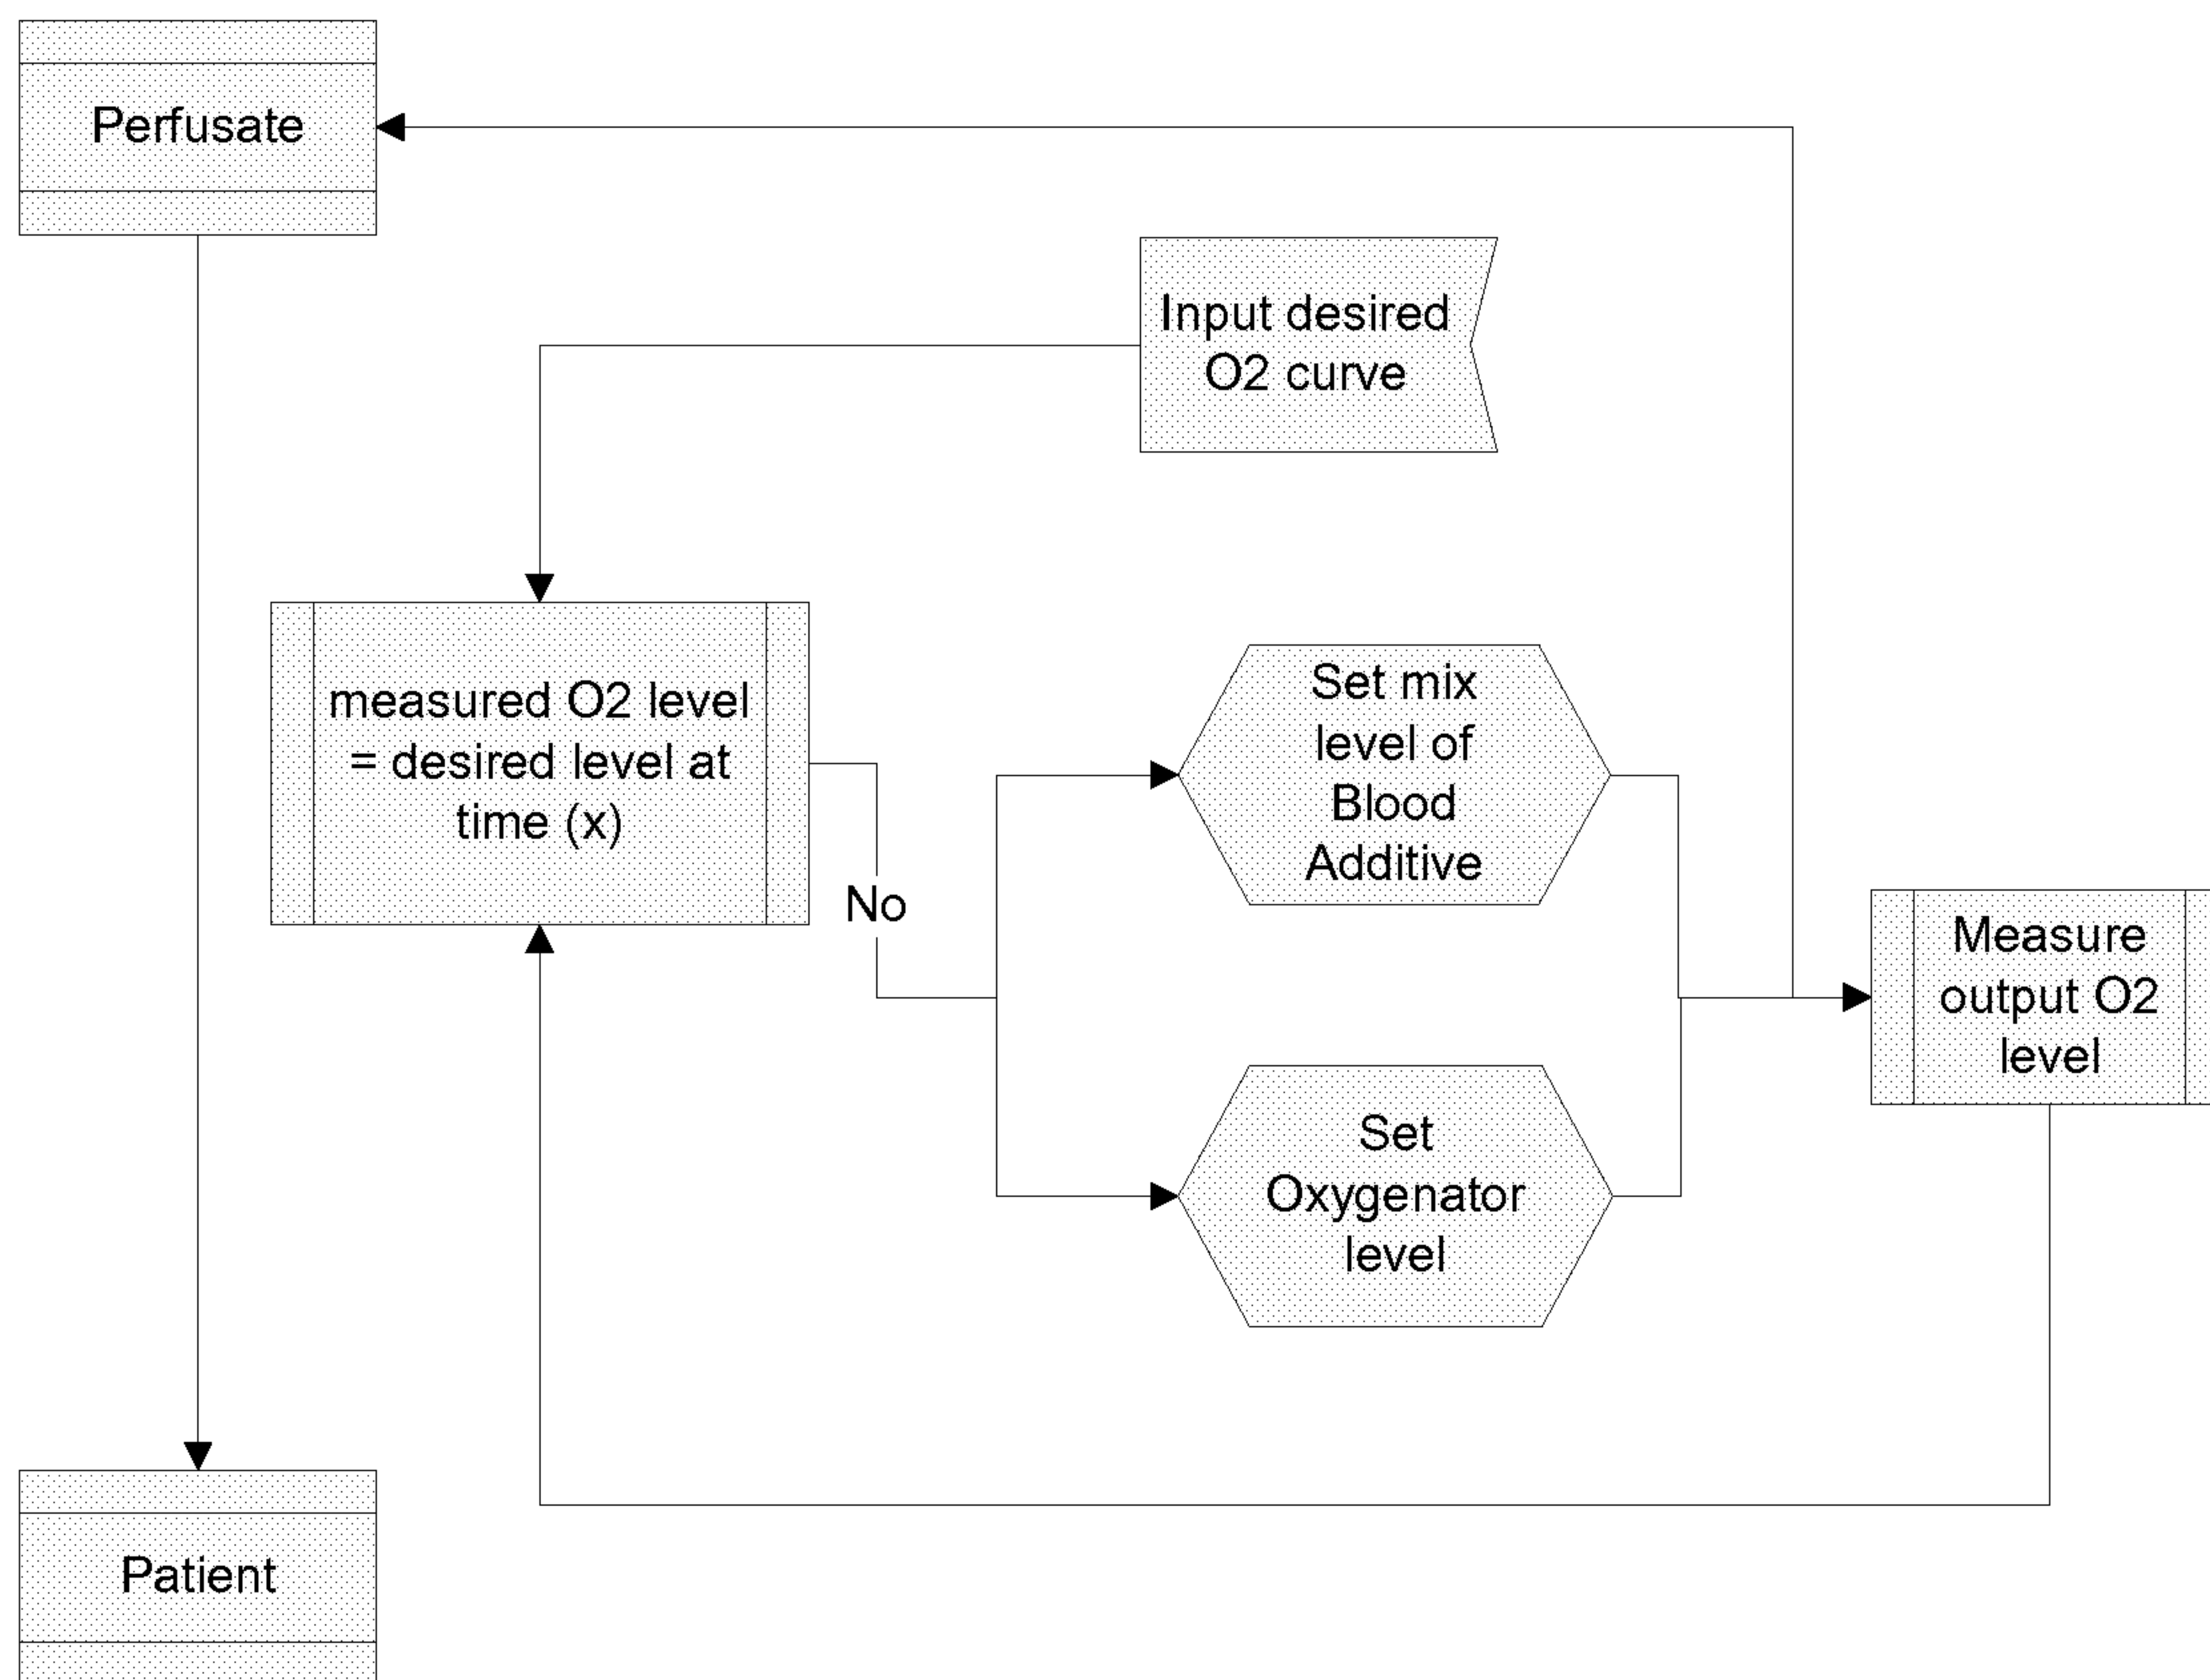 Perfusate
Input desired
O2 curve
measured O2 level
= desired level at
time (x)
No
Set mix
level of
Blood
Additive
Measure
output O2
level
Set
Oxygenator
level
Patient